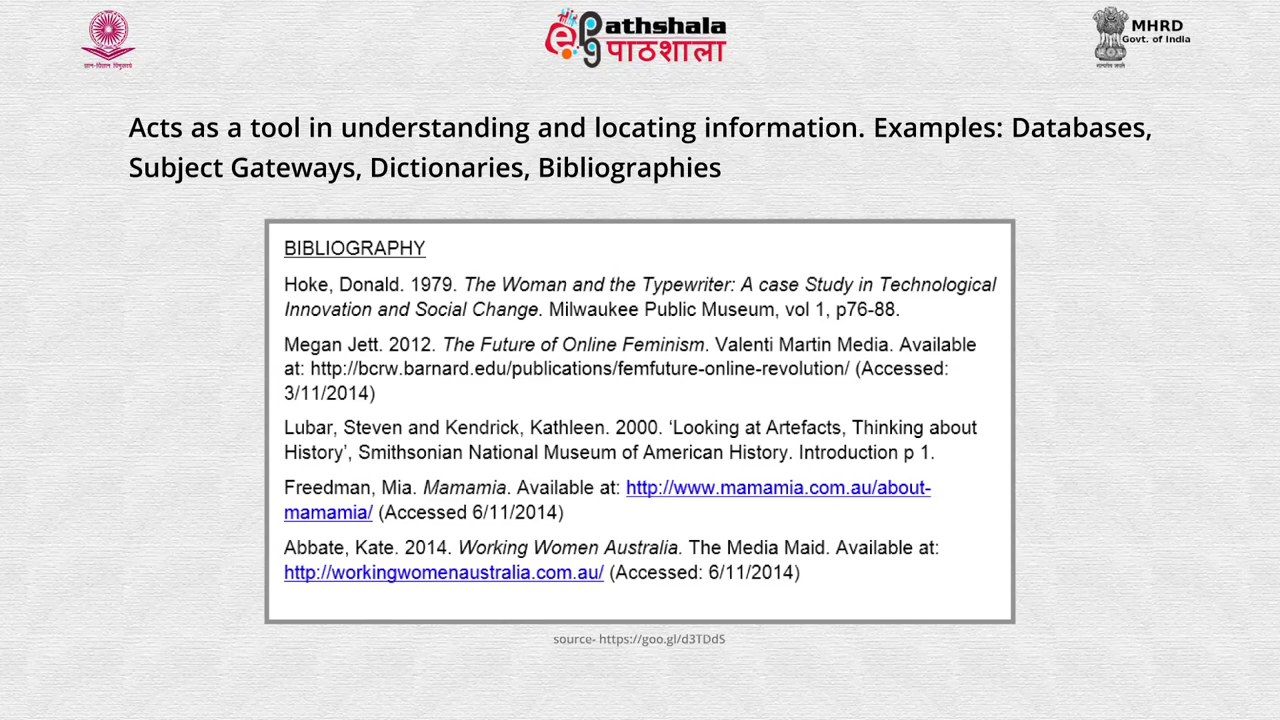 ज्ञान-विज्ञान विमुक्तये
epgathshala
पाठशाला
MHRD
Govt. of India
सत्यमेव जयते
Acts as a tool in understanding and locating information. Examples: Databases,
Subject Gateways, Dictionaries, Bibliographies
BIBLIOGRAPHY
Hoke, Donald. 1979. The Woman and the Typewriter: A case Study in Technological
Innovation and Social Change. Milwaukee Public Museum, vol 1, p76-88.
Megan Jett. 2012. The Future of Online Feminism. Valenti Martin Media. Available
at: http://bcrw.barnard.edu/publications/femfuture-online-revolution/ (Accessed:
3/11/2014)
Lubar, Steven and Kendrick, Kathleen. 2000. ‘Looking at Artefacts, Thinking about
History’, Smithsonian National Museum of American History. Introduction p 1.
Freedman, Mia. Mamamia. Available at: http://www.mamamia.com.au/about-
mamamia/ (Accessed 6/11/2014)
Abbate, Kate. 2014. Working Women Australia. The Media Maid. Available at:
http://workingwomenaustralia.com.au/ (Accessed: 6/11/2014)
source- https://goo.gl/d3TDdS